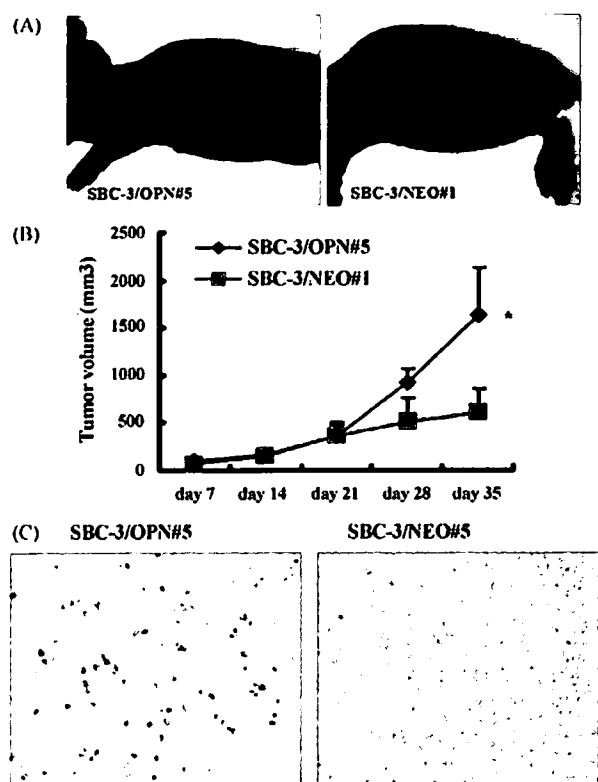 (A)
SBC-3/OPN#5
SBC-3/NEO#1
(B)
2500
2000
1500
1000
500
0
Tumor volume (mm3)
SBC-3/OPN#5
SBC-3/NEO#1
*
day 7 day 14 day 21 day 28 day 35
(C)
SBC-3/OPN#5
SBC-3/NEO#5